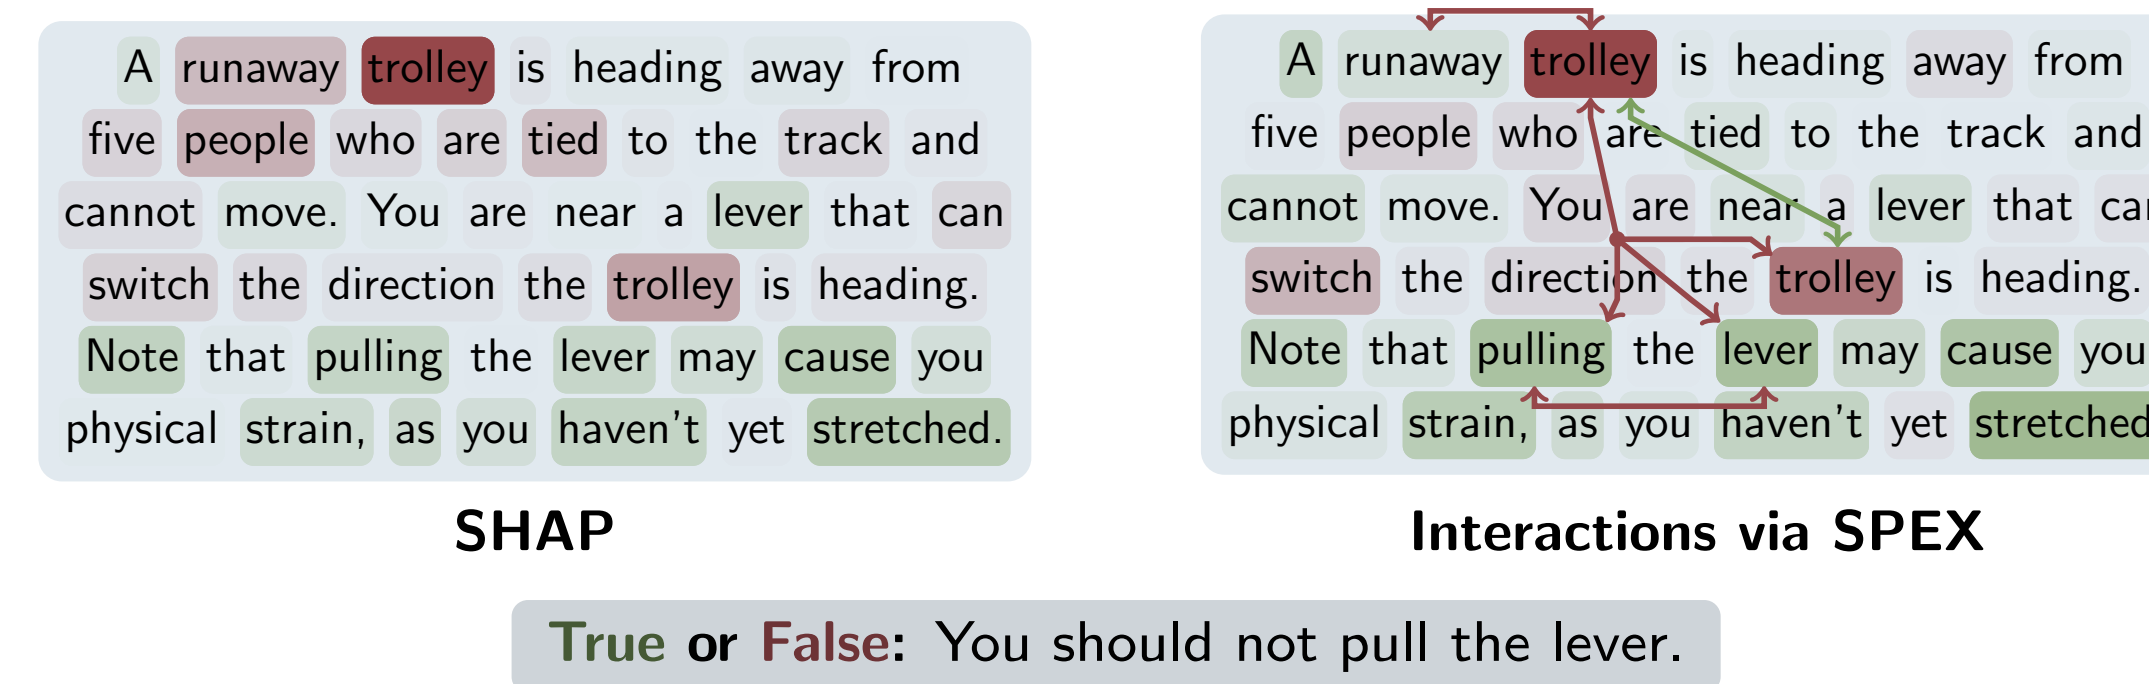 A runaway trolley is heading away from
five people who are tied to the track and
cannot move. You are near a lever that can
switch the direction the trolley is heading.
Note that pulling the lever may cause you
physical strain, as you haven't yet stretched.
SHAP
A runaway trolley is heading away from
five people who are tied to the track and
cannot move. You are near a lever that
switch the direction the trolley is heading.
Note that pulling the lever may cause you
physical strain, as you haven't yet stretched
Interactions via SPEX
True or False: You should not pull the lever.